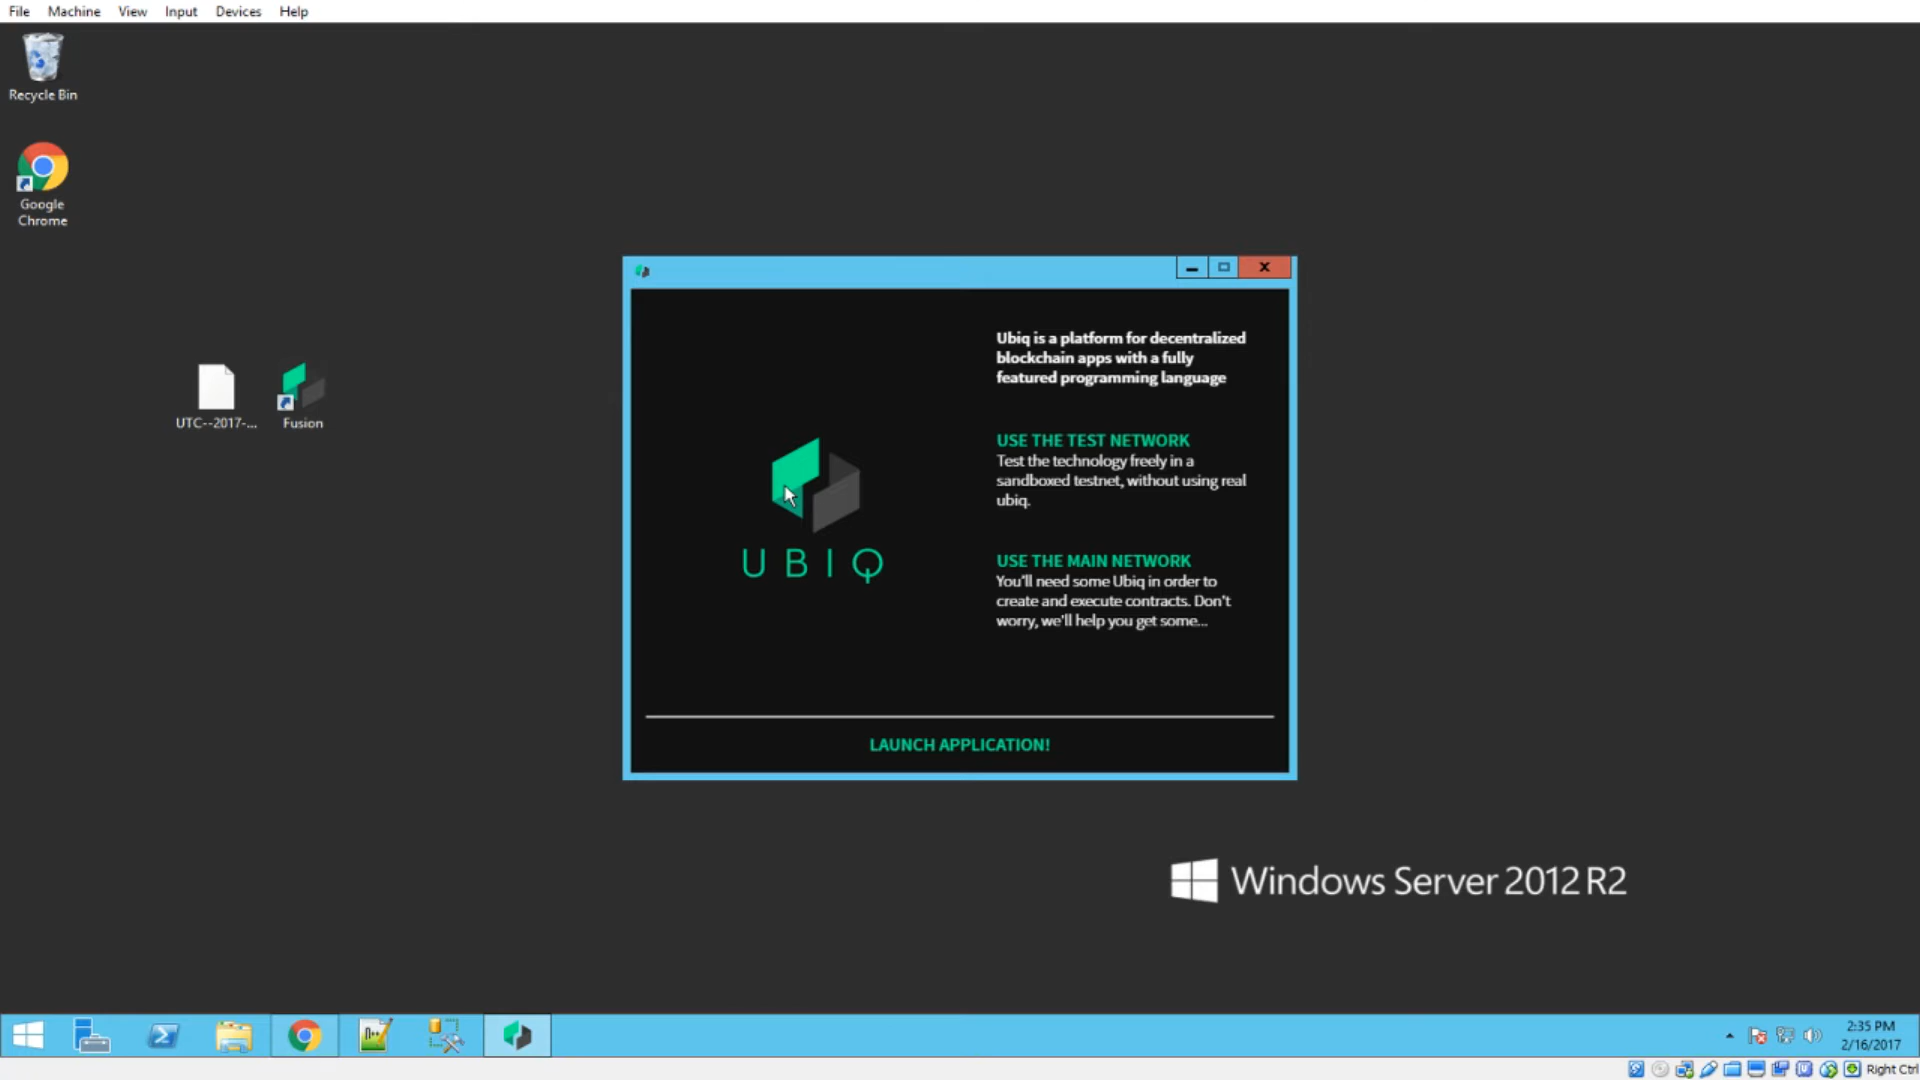 File Machine View Input Devices Help
Recycle Bin
Google
Chrome
UTC--2017-...
Fusion
Ubiq is a platform for decentralized
blockchain apps with a fully
featured programming language
USE THE TEST NETWORK
Test the technology freely in a
sandboxed testnet, without using real
ubiq.
UBIQ
USE THE MAIN NETWORK
You'll need some Ubiq in order to
create and execute contracts. Don't
worry, we'll help you get some...
LAUNCH APPLICATION!
Windows Server 2012 R2
2:35 PM
2/16/2017
Right Ctrl